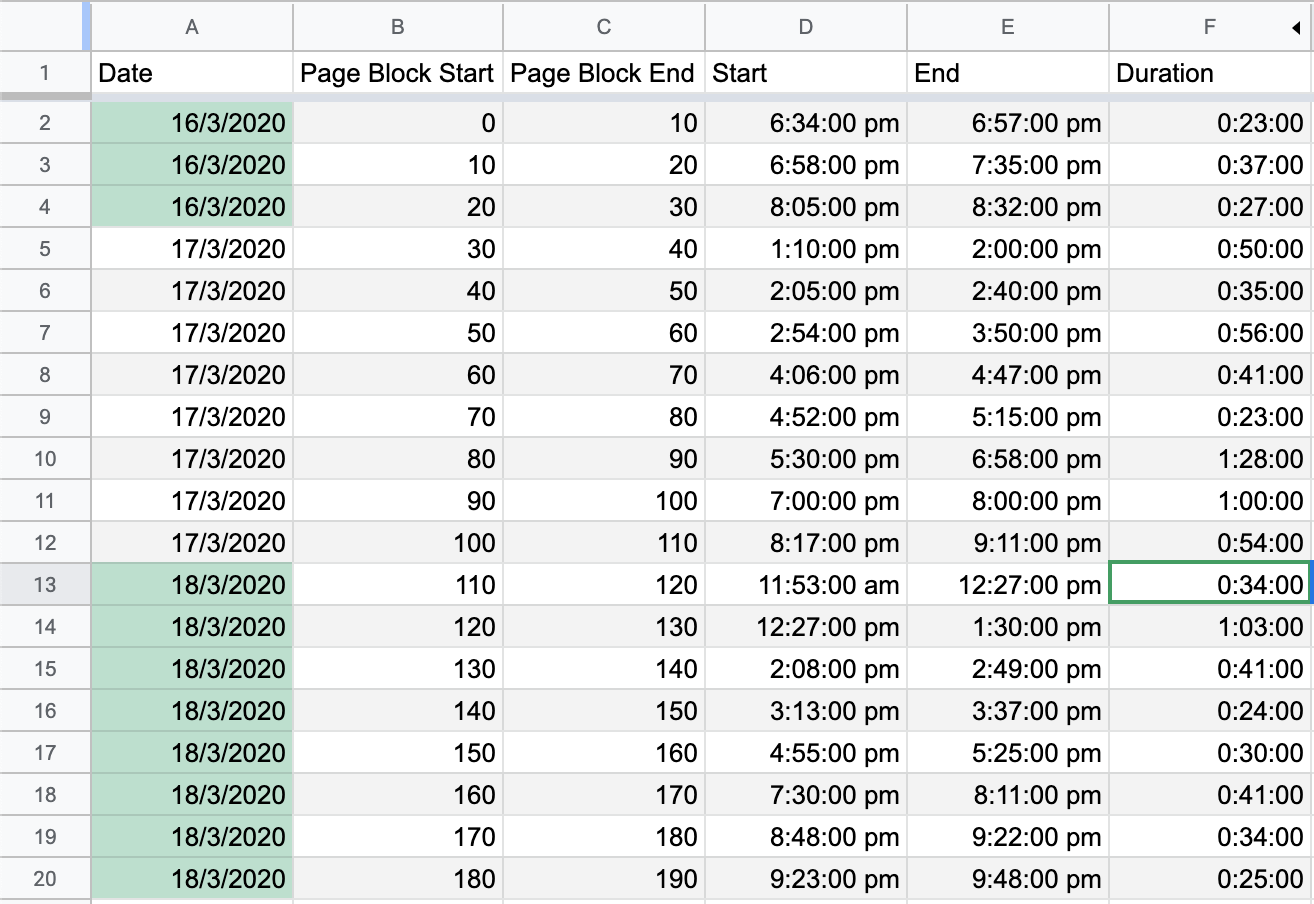 A B C D E F
1 Date Page Block Start Page Block End Start End Duration
2 16/3/2020 0 10 6:34:00 pm 6:57:00 pm 0:23:00
3 16/3/2020 10 20 6:58:00 pm 7:35:00 pm 0:37:00
4 16/3/2020 20 30 8:05:00 pm 8:32:00 pm 0:27:00
5 17/3/2020 30 40 1:10:00 pm 2:00:00 pm 0:50:00
6 17/3/2020 40 50 2:05:00 pm 2:40:00 pm 0:35:00
7 17/3/2020 50 60 2:54:00 pm 3:50:00 pm 0:56:00
8 17/3/2020 60 70 4:06:00 pm 4:47:00 pm 0:41:00
9 17/3/2020 70 80 4:52:00 pm 5:15:00 pm 0:23:00
10 17/3/2020 80 90 5:30:00 pm 6:58:00 pm 1:28:00
11 17/3/2020 90 100 7:00:00 pm 8:00:00 pm 1:00:00
12 17/3/2020 100 110 8:17:00 pm 9:11:00 pm 0:54:00
13 18/3/2020 110 120 11:53:00 am 12:27:00 pm 0:34:00
14 18/3/2020 120 130 12:27:00 pm 1:30:00 pm 1:03:00
15 18/3/2020 130 140 2:08:00 pm 2:49:00 pm 0:41:00
16 18/3/2020 140 150 3:13:00 pm 3:37:00 pm 0:24:00
17 18/3/2020 150 160 4:55:00 pm 5:25:00 pm 0:30:00
18 18/3/2020 160 170 7:30:00 pm 8:11:00 pm 0:41:00
19 18/3/2020 170 180 8:48:00 pm 9:22:00 pm 0:34:00
20 18/3/2020 180 190 9:23:00 pm 9:48:00 pm 0:25:00